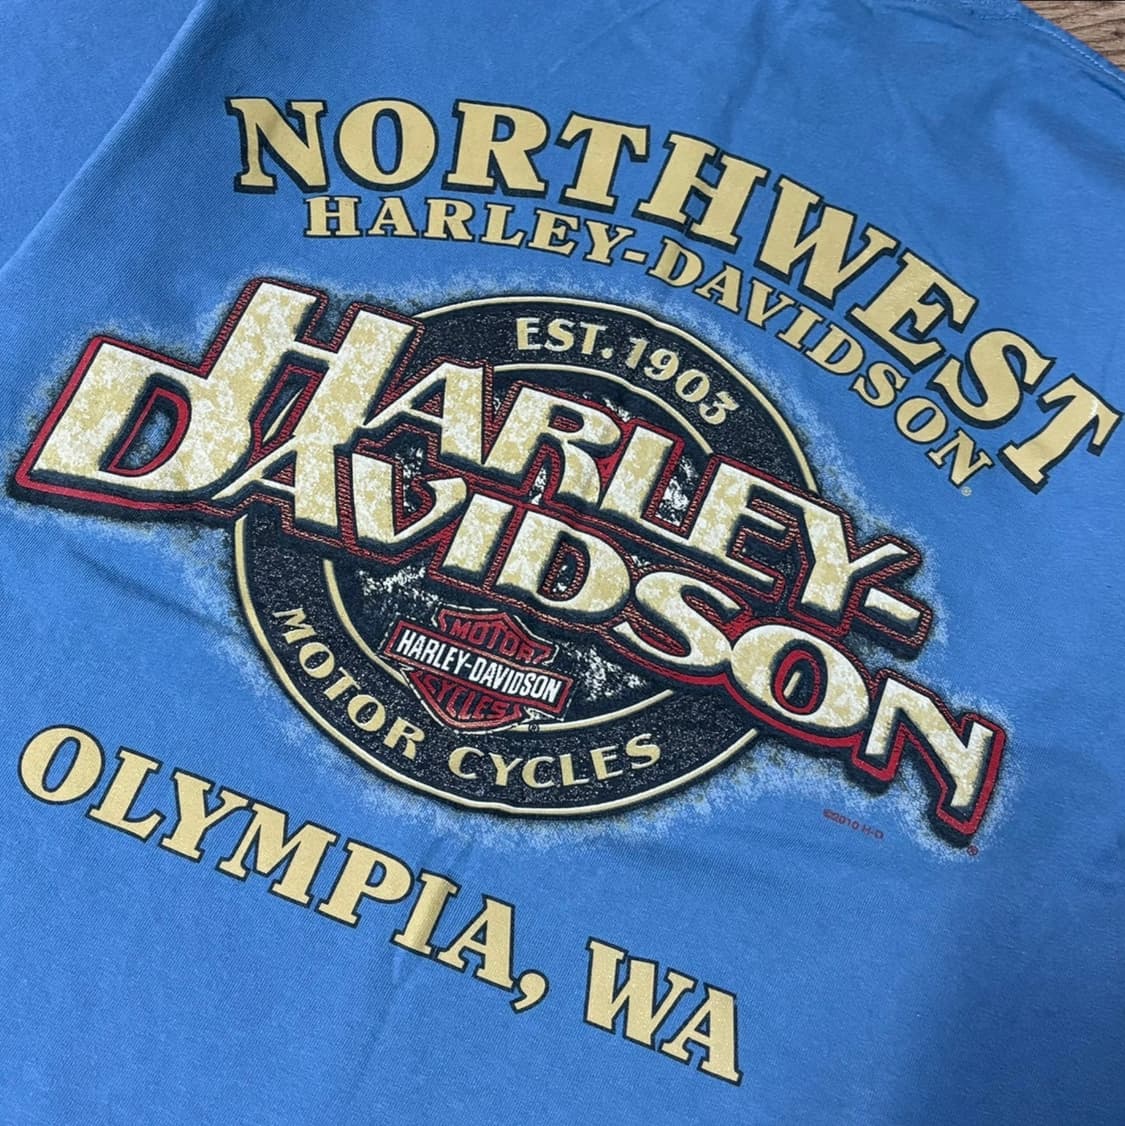 NORTHWEST
HARLEY-DAVIDSON®
EST. 1903
HARLEY-
DAVIDSON®
MOTOR
HARLEY-DAVIDSON
CYCLES
®
MOTOR CYCLES
©2010 H-D
OLYMPIA, WA